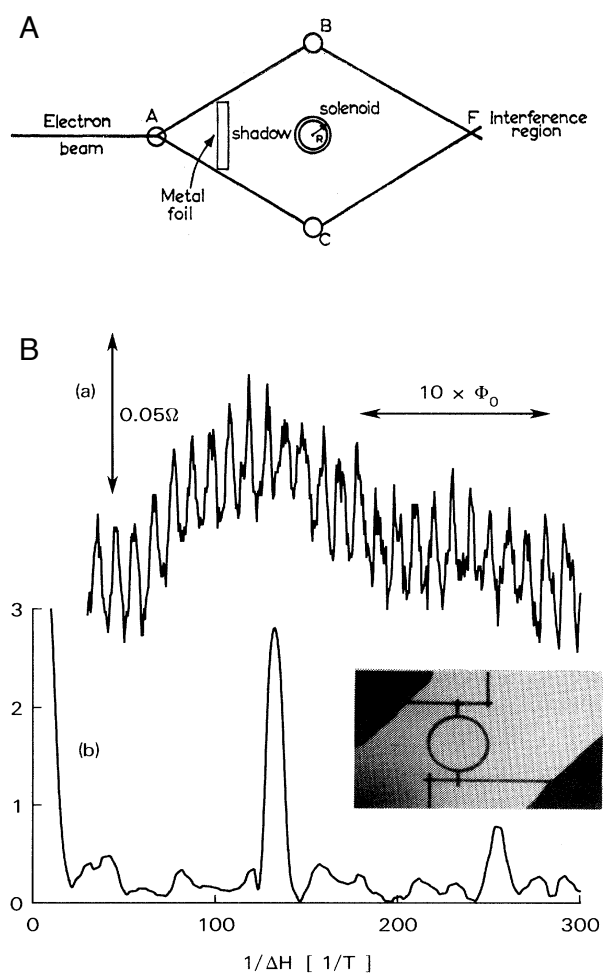 A
B
Electron
beam
A
shadow
solenoid
R
F
Interference
region
Metal
foil
C
B
(a)
0.05Ω
10 × Φ₀
3
2
(b)
1
0
0
100
200
300
1/ΔH [ 1/T ]